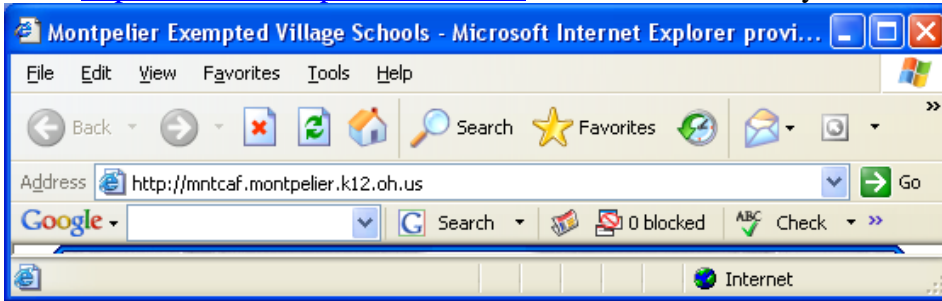 Montpelier Exempted Village Schools - Microsoft Internet Explorer provi...
File Edit View Favorites Tools Help
Back Search Favorites »
Address http://mntcaf.montpelier.k12.oh.us Go
Google G Search 0 blocked ABC Check »
Internet